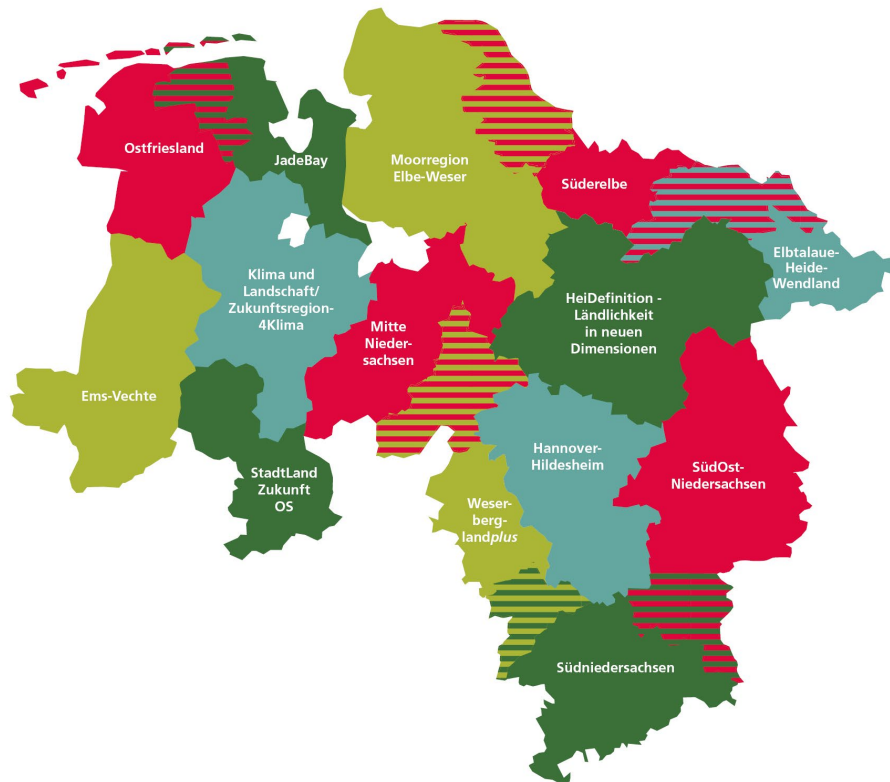 Ostfriesland
JadeBay
Moorregion
Elbe-Weser
Süderelbe
Elbtalaue-
Heide-
Wendland
Klima und
Landschaft/
Zukunftsregion-
4Klima
HeiDefinition -
Ländlichkeit
in neuen
Dimensionen
Mitte
Nieder-
sachsen
Ems-Vechte
StadtLand
Zukunft
OS
Hannover-
Hildesheim
SüdOst-
Niedersachsen
Weser-
berg-
landplus
Südniedersachsen